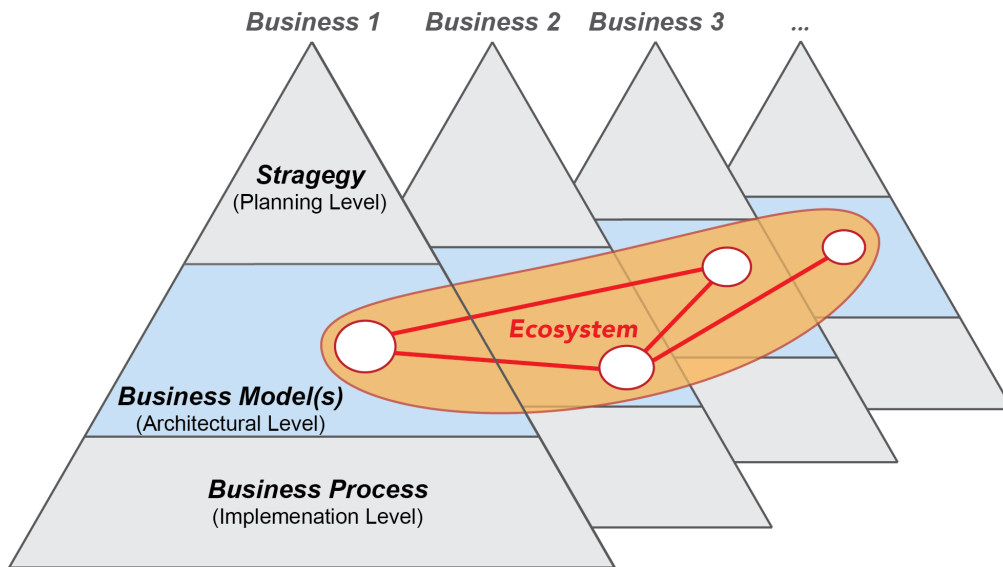 Business 1 Business 2 Business 3 ...
Stragegy
(Planning Level)
Ecosystem
Business Model(s)
(Architectural Level)
Business Process
(Implemenation Level)